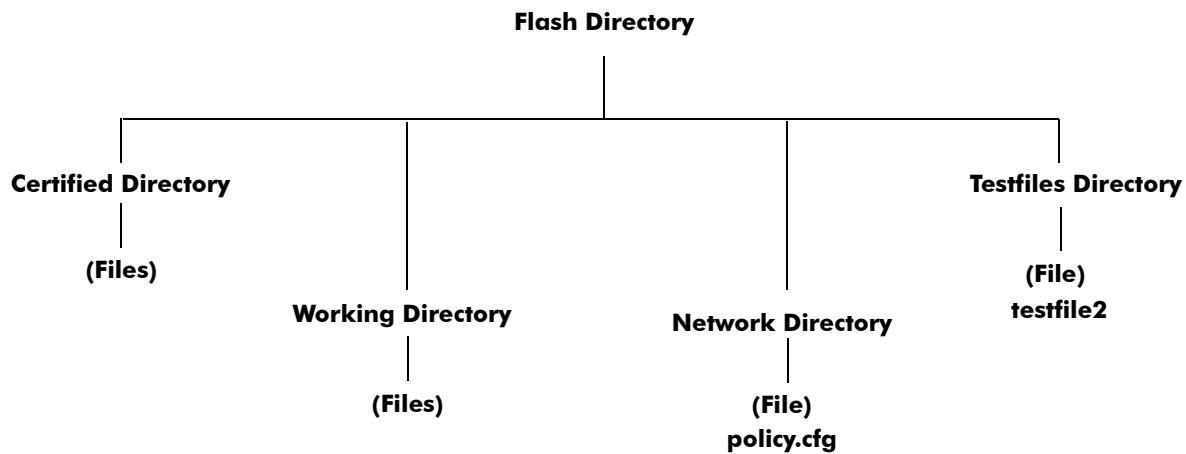 Flash Directory
Certified Directory
(Files)
Working Directory
(Files)
Network Directory
(File)
policy.cfg
Testfiles Directory
(File)
testfile2